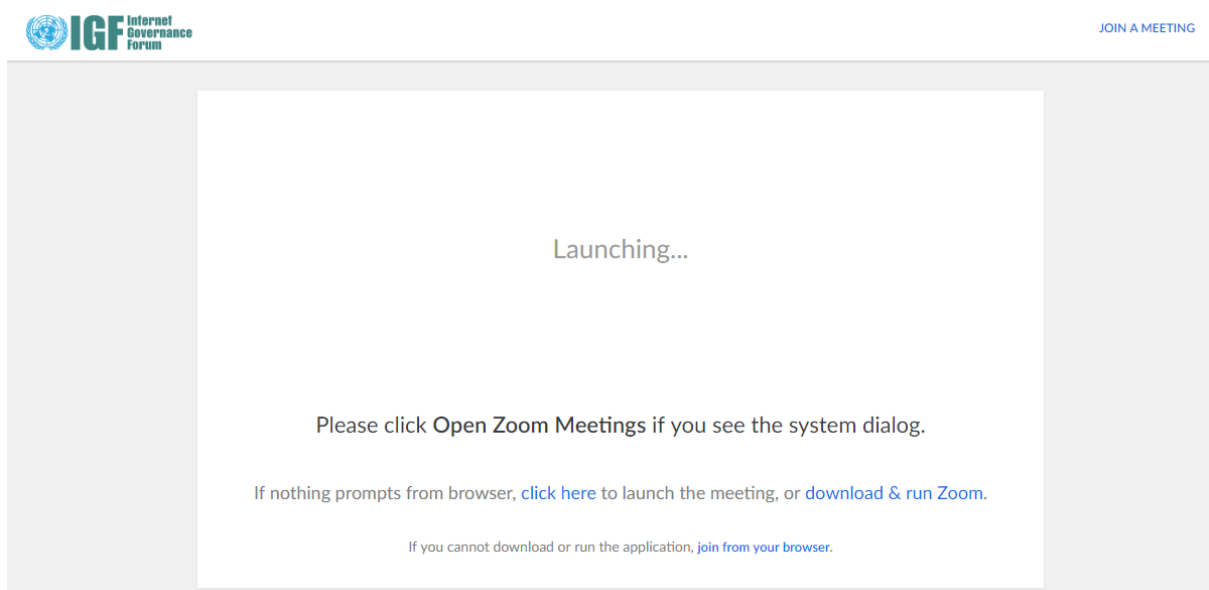 IGF Internet
Governance
Forum
JOIN A MEETING
Launching...
Please click Open Zoom Meetings if you see the system dialog.
If nothing prompts from browser, click here to launch the meeting, or download & run Zoom.
If you cannot download or run the application, join from your browser.